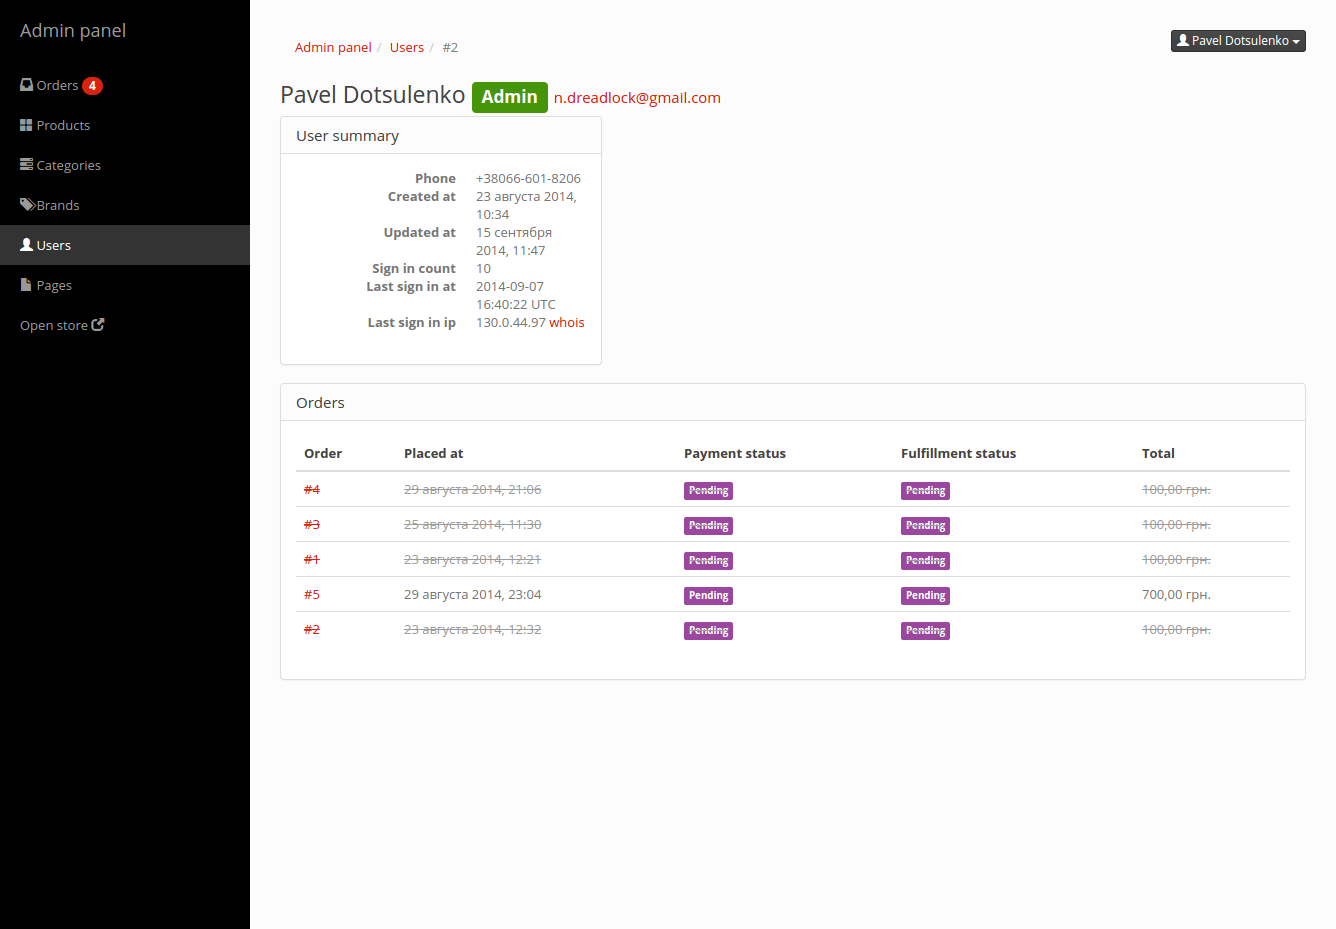 Admin panel
Orders 4
Products
Categories
Brands
Users
Pages
Open store
Admin panel / Users / #2
Pavel Dotsulenko
Pavel Dotsulenko Admin n.dreadlock@gmail.com
User summary
Phone +38066-601-8206
Created at 23 августа 2014,
10:34
Updated at 15 сентября
2014, 11:47
Sign in count 10
Last sign in at 2014-09-07
16:40:22 UTC
Last sign in ip 130.0.44.97 whois
Orders
Order Placed at Payment status Fulfillment status Total
#4 29 августа 2014, 21:06 Pending Pending 100,00 грн.
#3 25 августа 2014, 11:30 Pending Pending 100,00 грн.
#1 23 августа 2014, 12:21 Pending Pending 100,00 грн.
#5 29 августа 2014, 23:04 Pending Pending 700,00 грн.
#2 23 августа 2014, 12:32 Pending Pending 100,00 грн.